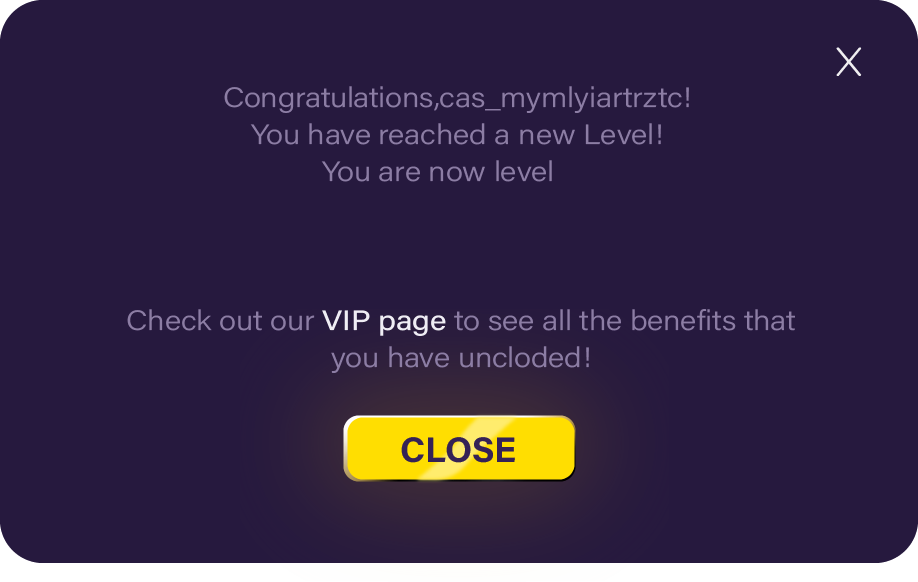 Congratulations,cas_mymlyiartrztc!
You have reached a new Level!
You are now level
Check out our VIP page to see all the benefits that
you have uncloded!
CLOSE